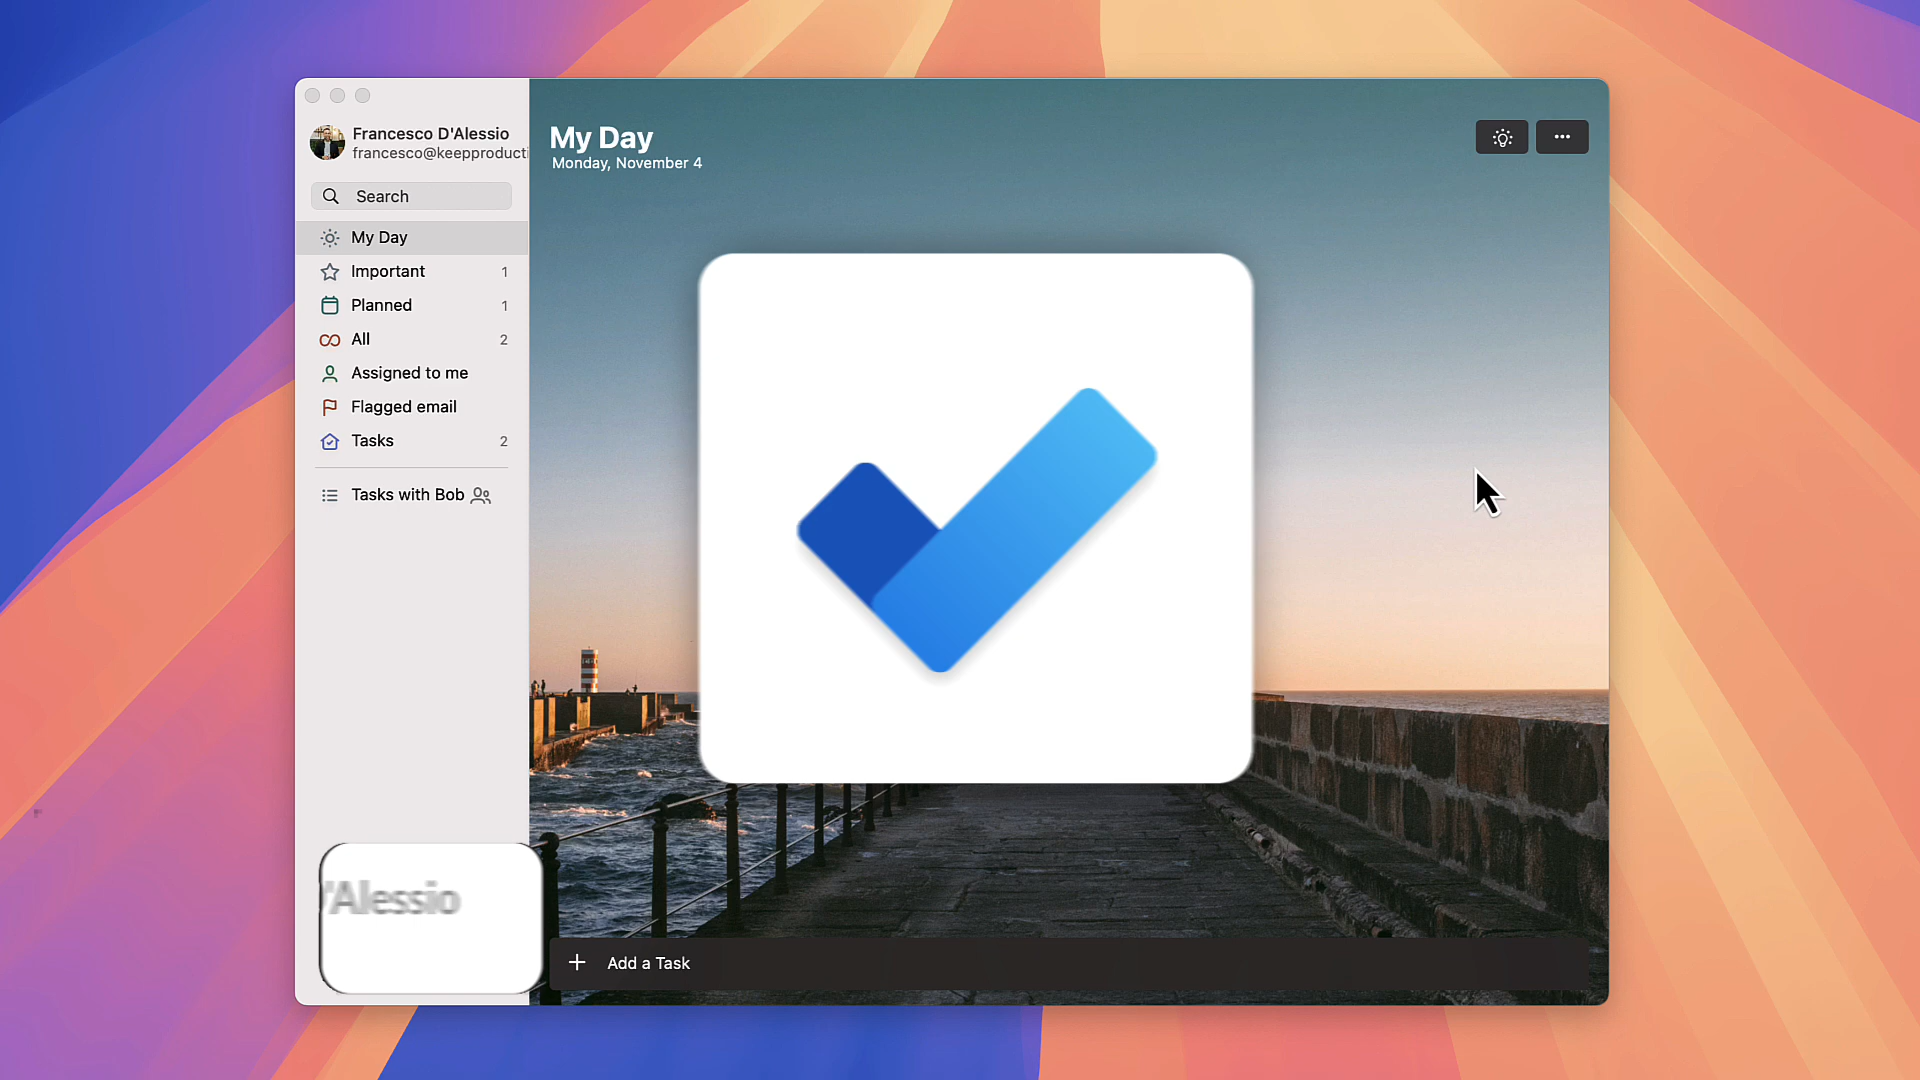 Francesco D'Alessio
francesco@keepproducti
Search
My Day
Important 1
Planned 1
All 2
Assigned to me
Flagged email
Tasks 2
Tasks with Bob
My Day
Monday, November 4
'Alessio
Add a Task